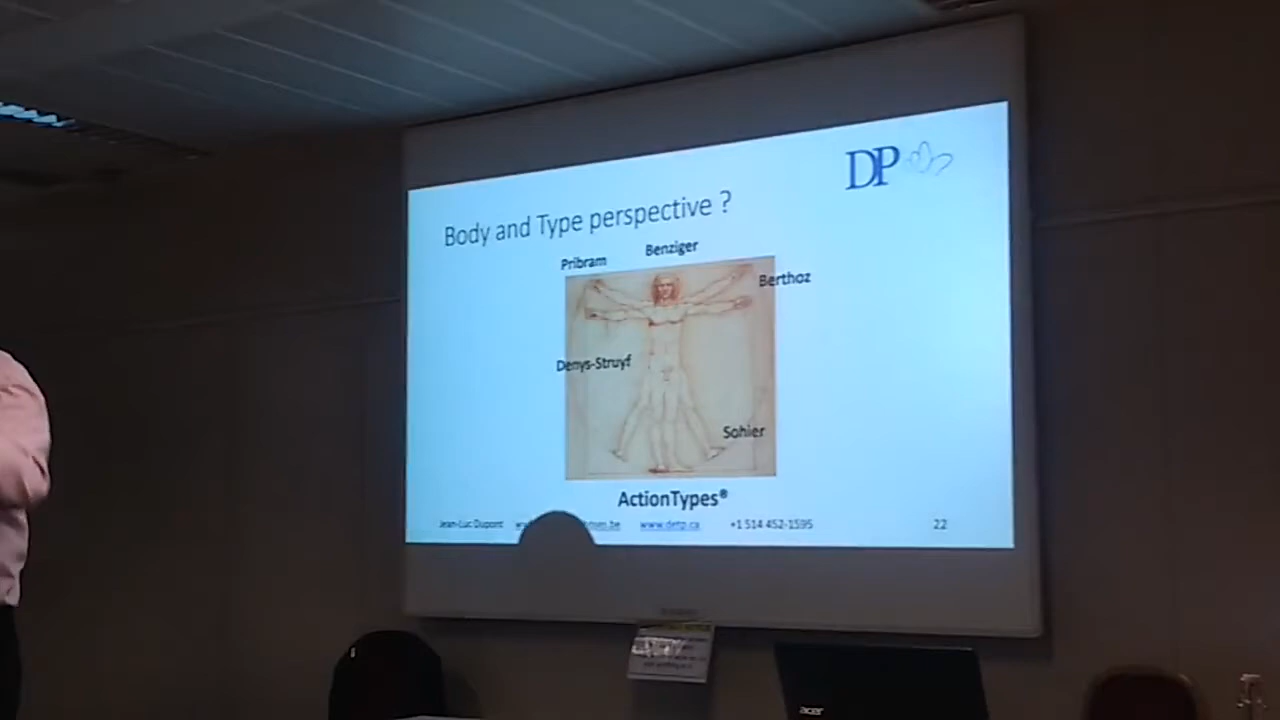 DP
Body and Type perspective ?
Pribram
Benziger
Berthoz
Denys-Struyf
Sohier
ActionTypes®
Jean-Luc Dupont www.detp.ca +1 514 452-1595 22
acer